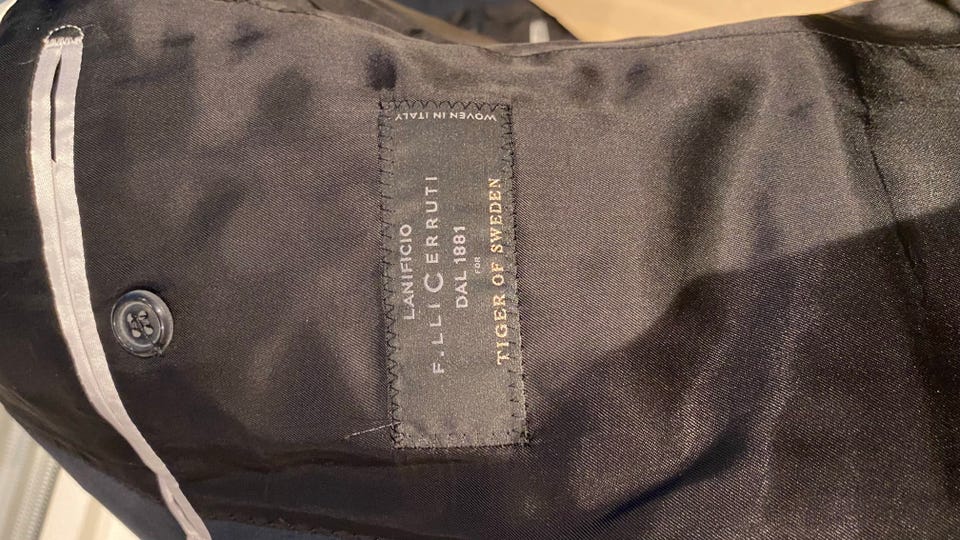 LANIFICIO
F.LLI CERRUTI
DAL 1881
FOR
TIGER OF SWEDEN
WOVEN IN ITALY